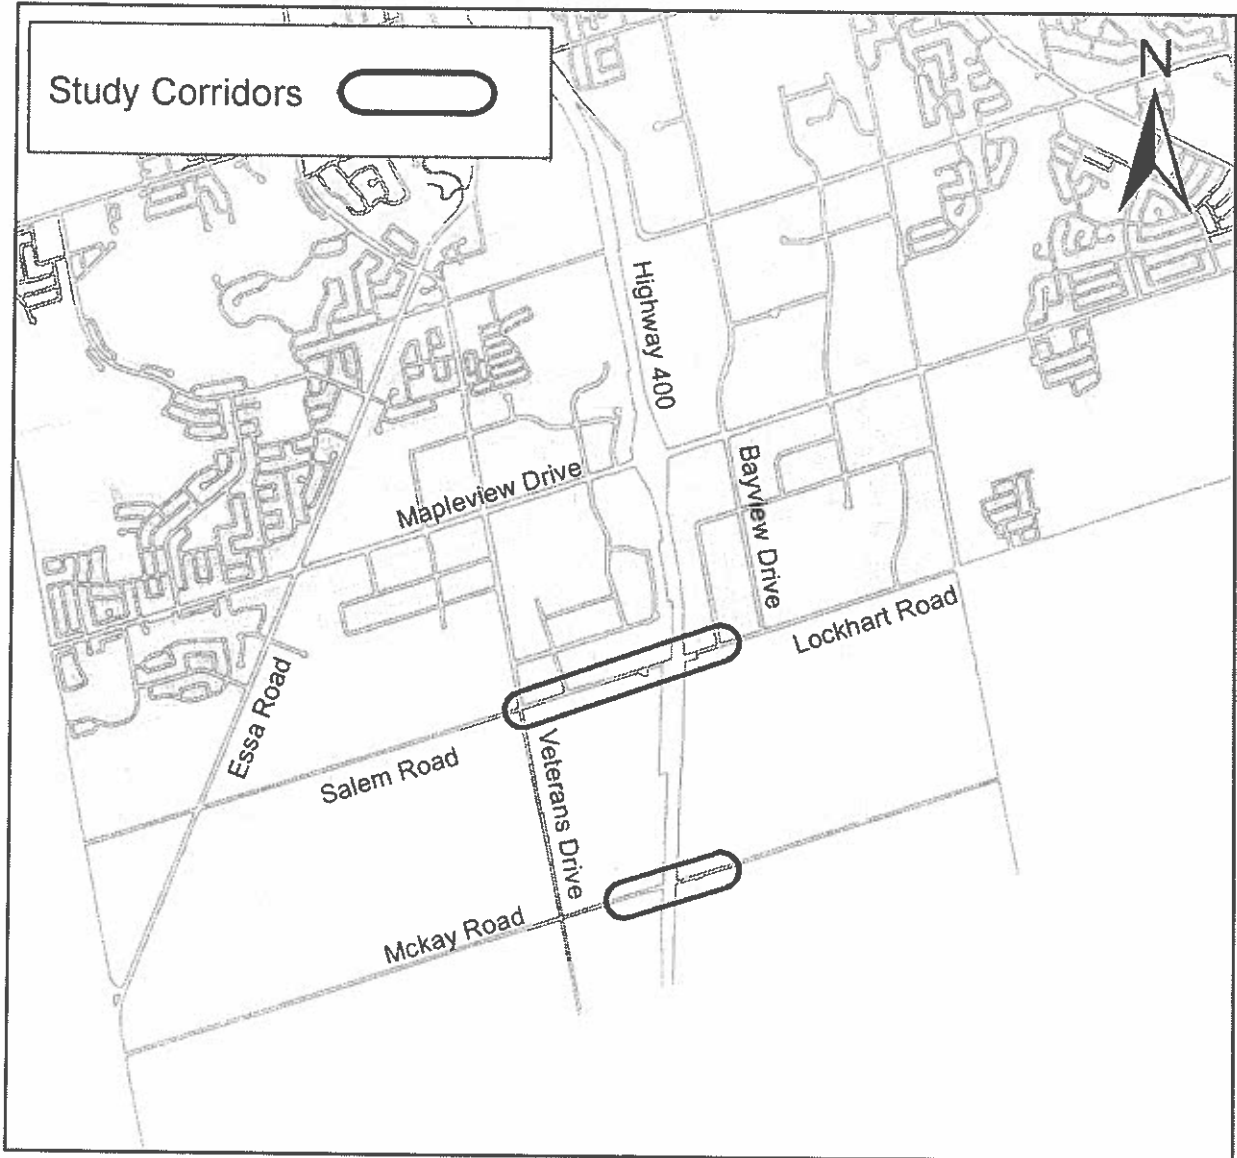 Study Corridors
N
Highway 400
Mapleview Drive
Bayview Drive
Lockhart Road
Essa Road
Salem Road
Veterans Drive
Mckay Road